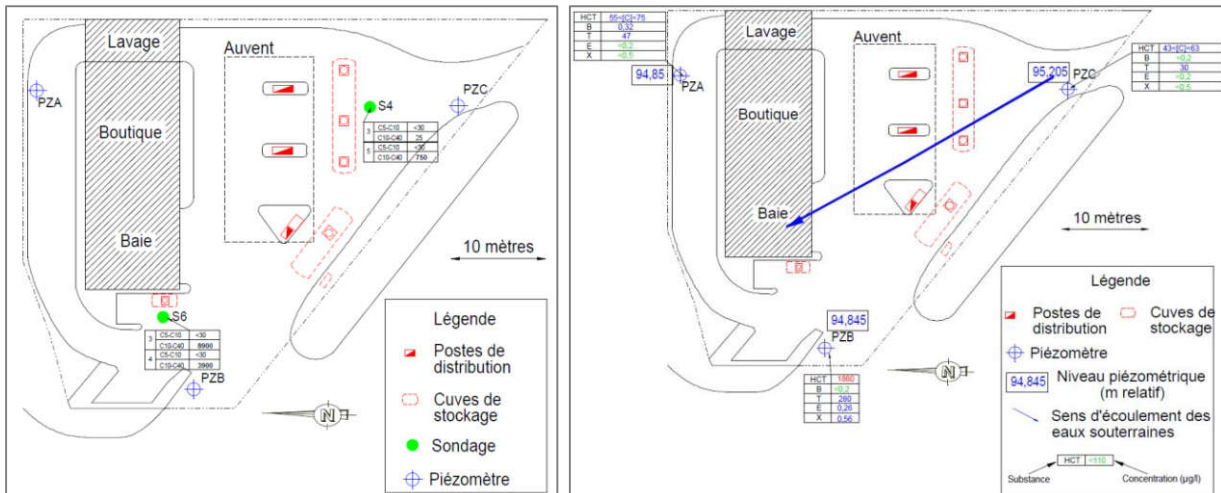 Lavage
Auvent
10 mètres
PZA
S4
PZC
Boutique
3 C5-C10 <30
C10-C40 25
5 C5-C10 <30
C10-C40 750
Baie
10 mètres
S6
3 C5-C10 <30
C10-C40 8900
4 C5-C10 <30
C10-C40 3900
PZB
N
Légende
Postes de
distribution
Cuves de
stockage
Sondage
Piézomètre
HCT 55<[C]<75
B 0,32
T 47
E <0,2
X <0,5
Lavage
Auvent
10 mètres
94,85
PZA
95,205
PZC
HCT 43<[C]<63
B <0,2
T 30
E <0,2
X <0,5
Boutique
Baie
10 mètres
94,845
PZB
HCT
B <0,2
T 280
E 0,26
X 0,56
N
Légende
Postes de
distribution
Cuves de
stockage
Piézomètre
94,845
Niveau piézométrique
(m relatif)
Sens d'écoulement des
eaux souterraines
HCT <110
Substance
Concentration (µg/l)